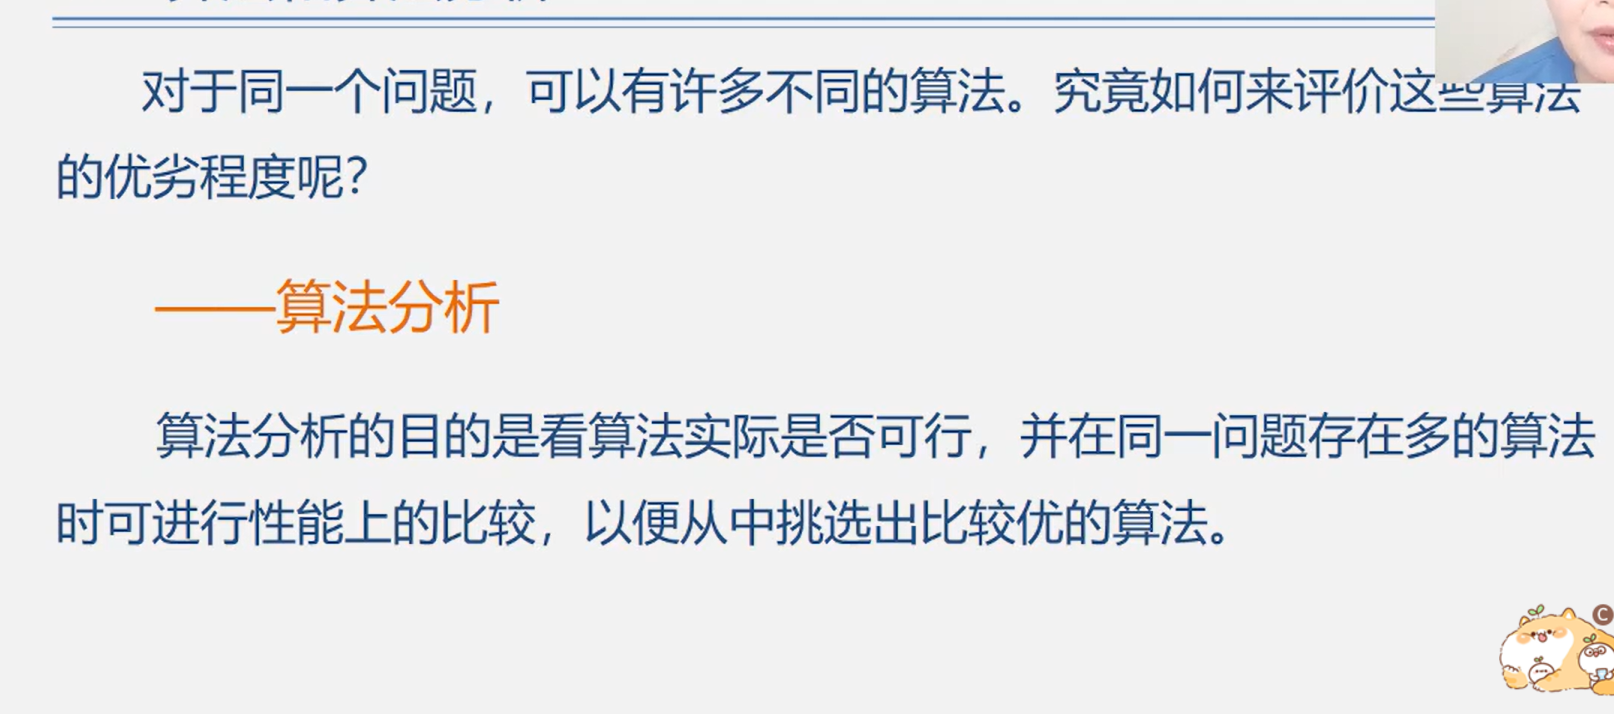 对于同一个问题，可以有许多不同的算法。究竟如何来评价这些算法
的优劣程度呢？
——算法分析
算法分析的目的是看算法实际是否可行，并在同一问题存在多的算法
时可进行性能上的比较，以便从中挑选出比较优的算法。
C